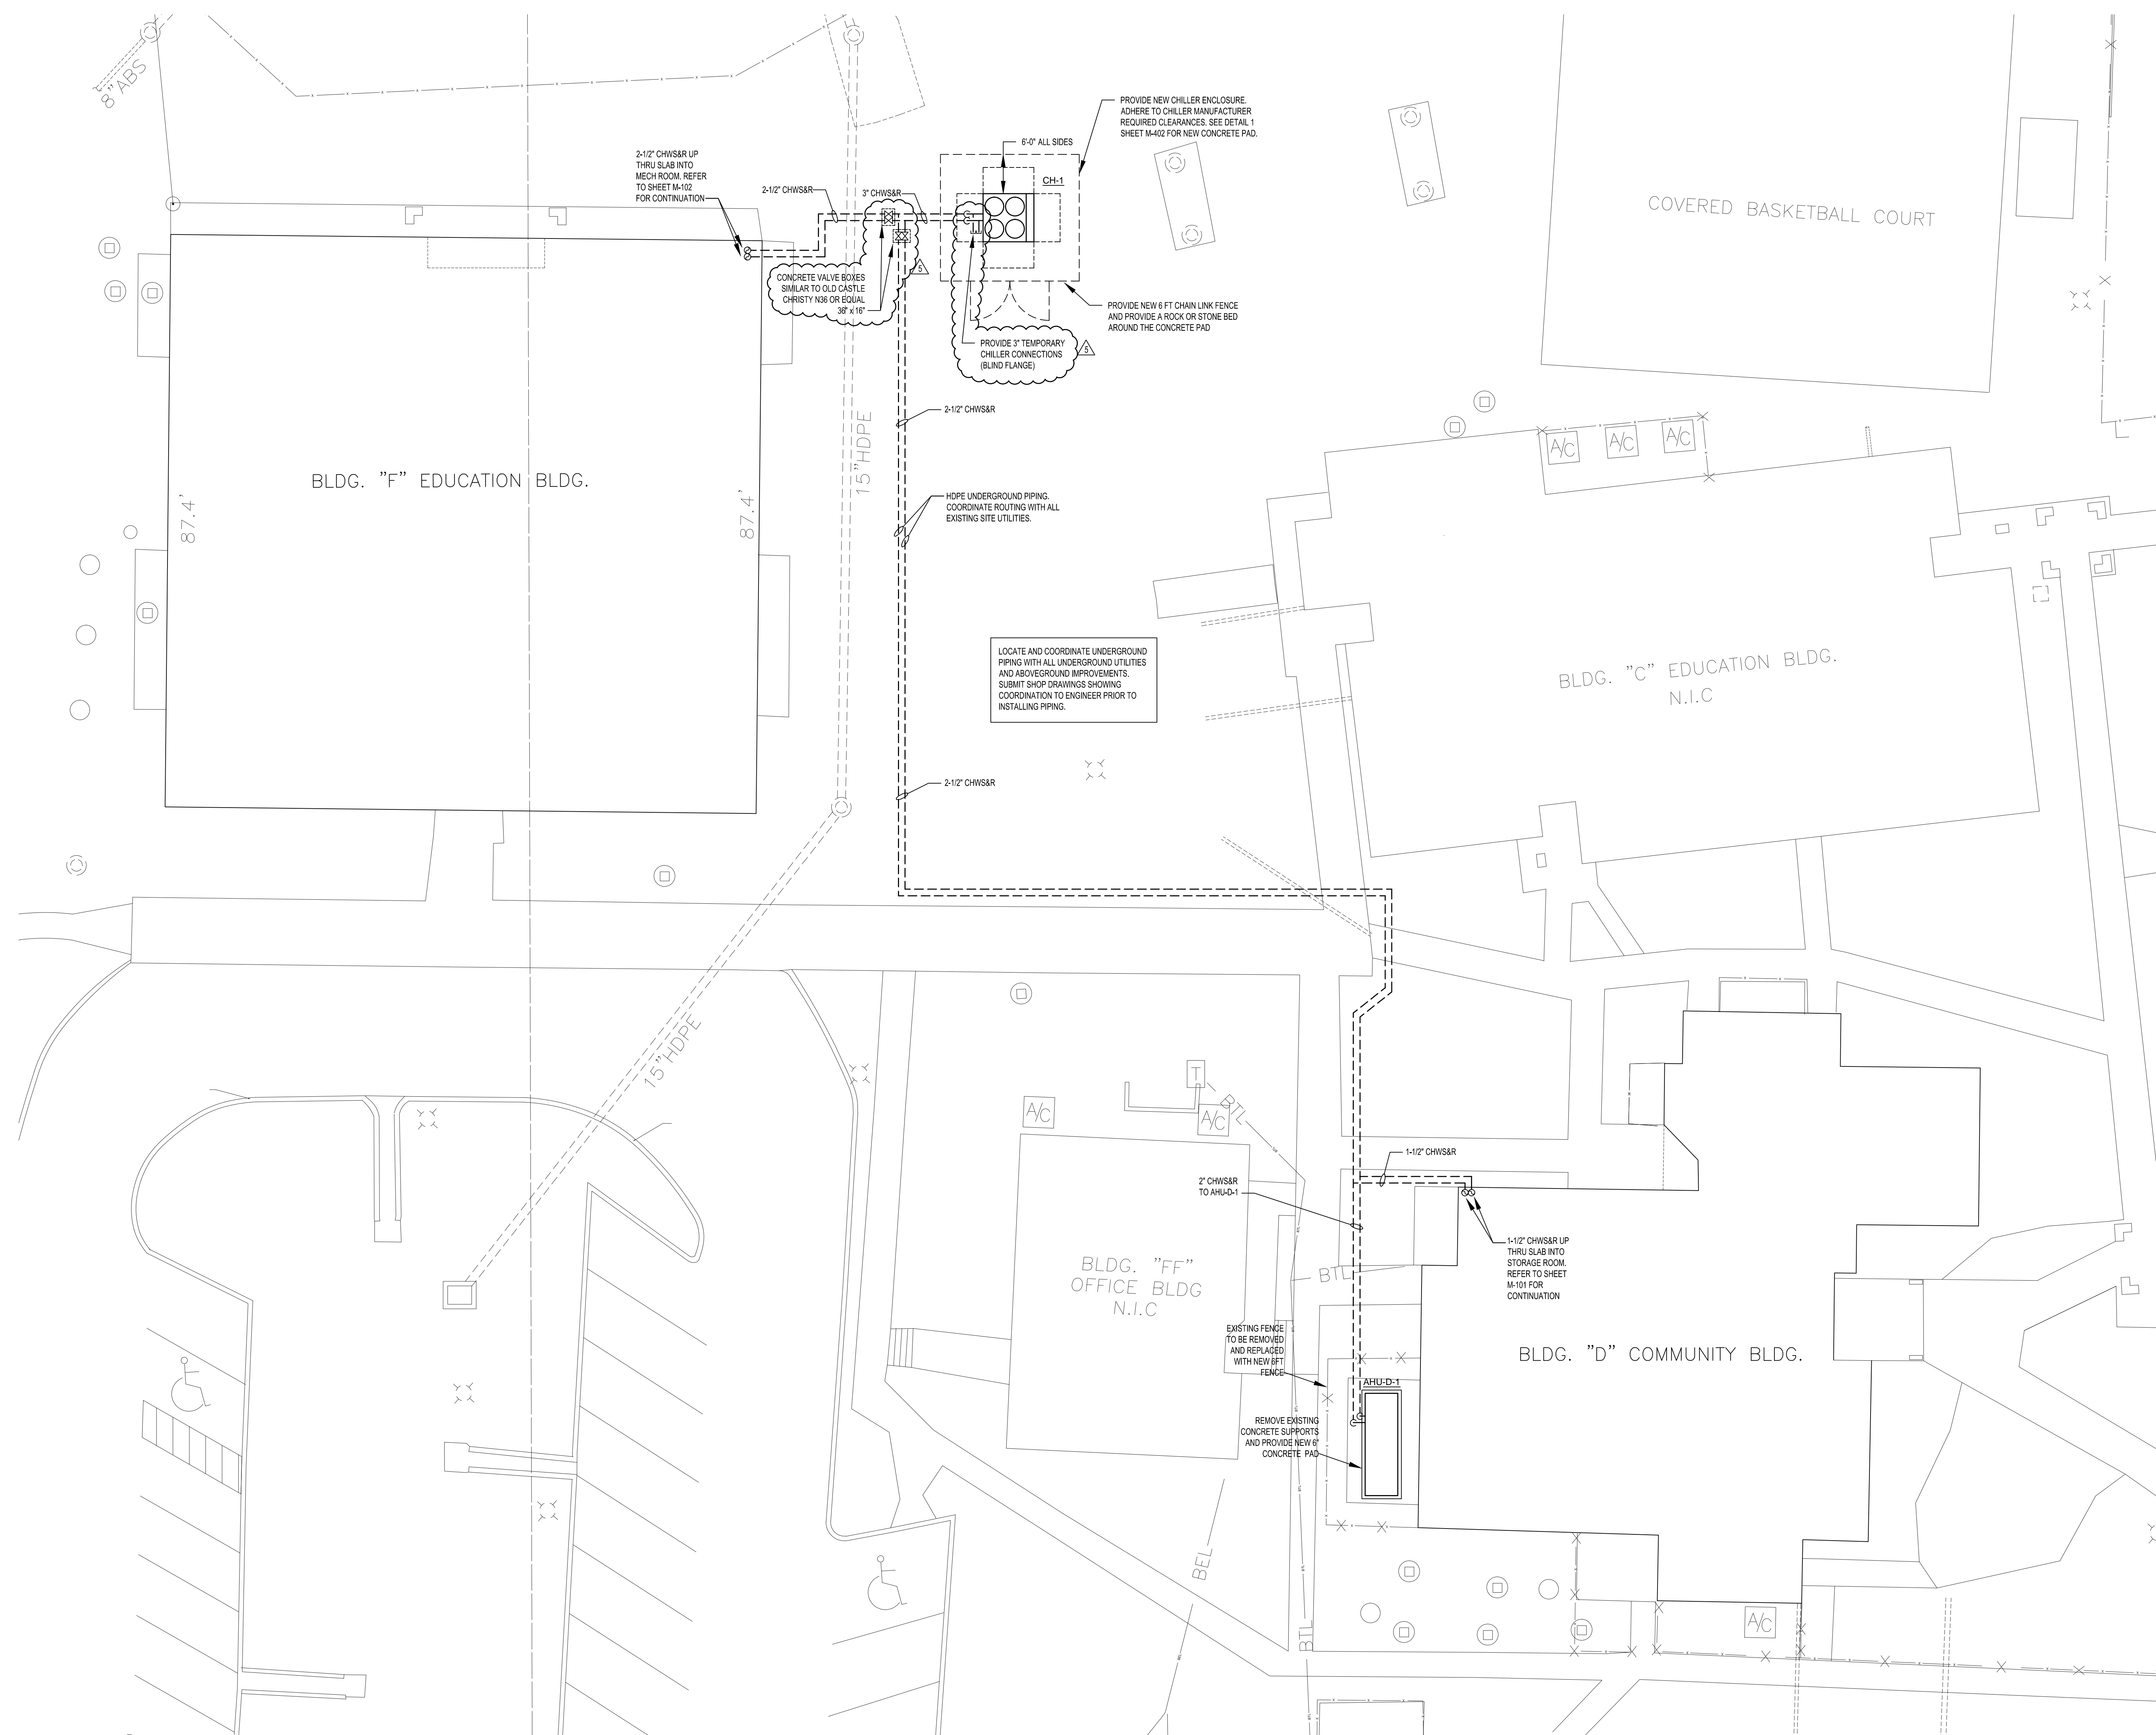 8" ABS
PROVIDE NEW CHILLER ENCLOSURE.
ADHERE TO CHILLER MANUFACTURER
REQUIRED CLEARANCES. SEE DETAIL 1
SHEET M-402 FOR NEW CONCRETE PAD.
6'-0" ALL SIDES
CH-1
2-1/2" CHWS&R UP
THRU SLAB INTO
MECH ROOM. REFER
TO SHEET M-102
FOR CONTINUATION
2-1/2" CHWS&R
3" CHWS&R
COVERED BASKETBALL COURT
CONCRETE VALVE BOXES
SIMILAR TO OLD CASTLE
CHRISTY N36 OR EQUAL
36" x 16"
5
PROVIDE NEW 6 FT CHAIN LINK FENCE
AND PROVIDE A ROCK OR STONE BED
AROUND THE CONCRETE PAD
PROVIDE 3" TEMPORARY
CHILLER CONNECTIONS
(BLIND FLANGE)
5
2-1/2" CHWS&R
15"HDPE
A/C
A/C
A/C
BLDG. "F" EDUCATION BLDG.
87.4'
87.4'
HDPE UNDERGROUND PIPING.
COORDINATE ROUTING WITH ALL
EXISTING SITE UTILITIES.
LOCATE AND COORDINATE UNDERGROUND
PIPING WITH ALL UNDERGROUND UTILITIES
AND ABOVEGROUND IMPROVEMENTS.
SUBMIT SHOP DRAWINGS SHOWING
COORDINATION TO ENGINEER PRIOR TO
INSTALLING PIPING.
BLDG. "C" EDUCATION BLDG.
N.I.C
2-1/2" CHWS&R
15"HDPE
T
BTL
A/C
A/C
1-1/2" CHWS&R
2" CHWS&R
TO AHU-D-1
1-1/2" CHWS&R UP
THRU SLAB INTO
STORAGE ROOM.
REFER TO SHEET
M-101 FOR
CONTINUATION
BLDG. "FF"
OFFICE BLDG
N.I.C
BTL
EXISTING FENCE
TO BE REMOVED
AND REPLACED
WITH NEW 6FT
FENCE
BLDG. "D" COMMUNITY BLDG.
AHU-D-1
REMOVE EXISTING
CONCRETE SUPPORTS
AND PROVIDE NEW 6"
CONCRETE PAD
BEL
BTL
A/C